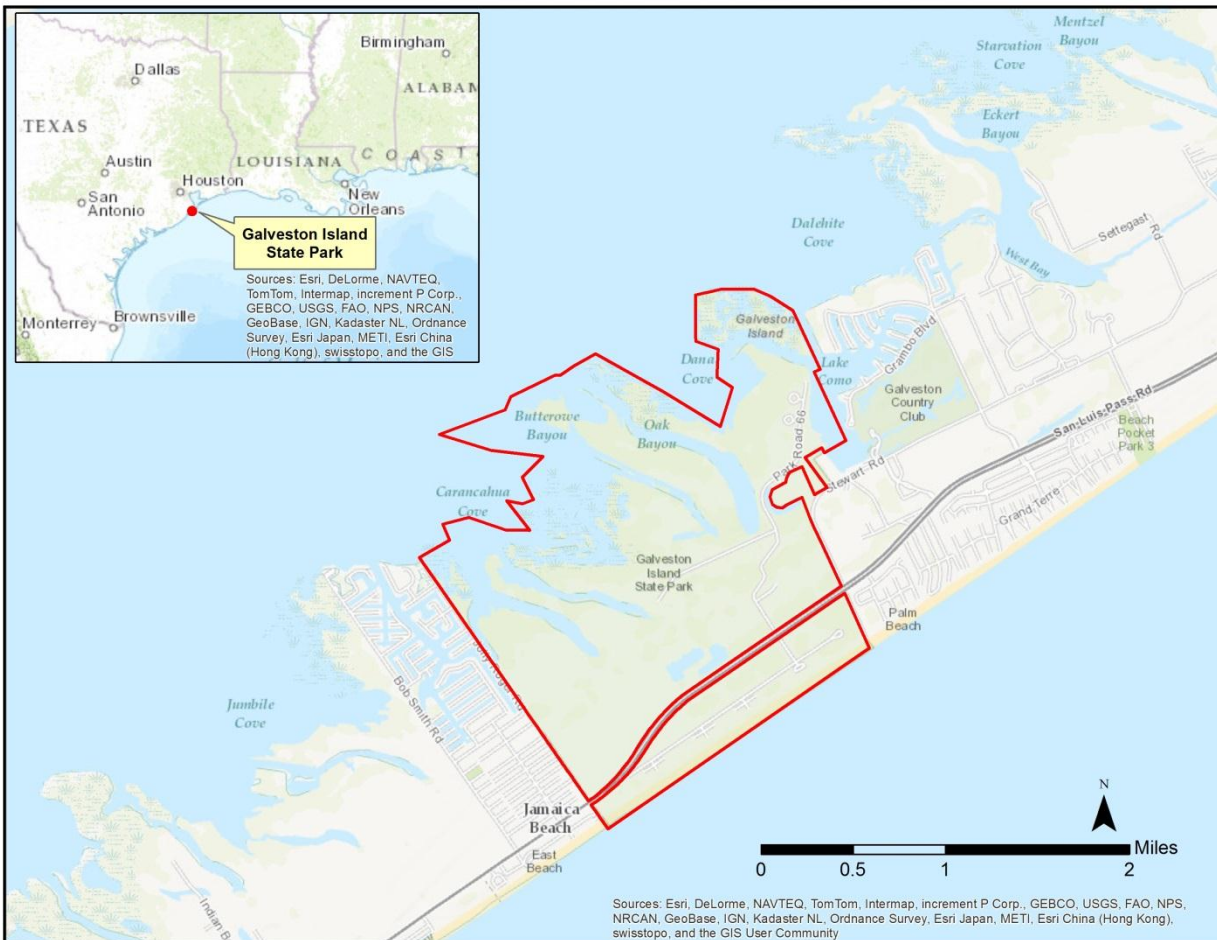 Birmingham
Dallas
ALABAM
TEXAS
Austin
LOUISIANA
COAST
Houston
San
Antonio
New
Orleans
Galveston Island
State Park
Sources: Esri, DeLorme, NAVTEQ,
TomTom, Intermap, increment P Corp.,
GEBCO, USGS, FAO, NPS, NRCAN,
GeoBase, IGN, Kadaster NL, Ordnance
Survey, Esri Japan, METI, Esri China
(Hong Kong), swisstopo, and the GIS
Monterrey
Brownsville
Mentzel
Bayou
Starvation
Cove
Eckert
Bayou
Dalehite
Cove
Settegast
Rd
West Bay
Galveston
Island
Dana
Cove
Lake
Como
Grambo Blvd
Galveston
Country
Club
San Luis Pass Rd
Beach
Pocket
Park 3
Butterowe
Bayou
Oak
Bayou
Park Road 66
Stewart Rd
Grand Terre
Carancahua
Cove
Galveston
Island
State Park
Palm
Beach
Jolly Roger Rd
Bob Smith Rd
Jumbile
Cove
Jamaica
Beach
East
Beach
Indian B
N
Miles
0 0.5 1 2
Sources: Esri, DeLorme, NAVTEQ, TomTom, Intermap, increment P Corp., GEBCO, USGS, FAO, NPS,
NRCAN, GeoBase, IGN, Kadaster NL, Ordnance Survey, Esri Japan, METI, Esri China (Hong Kong),
swisstopo, and the GIS User Community